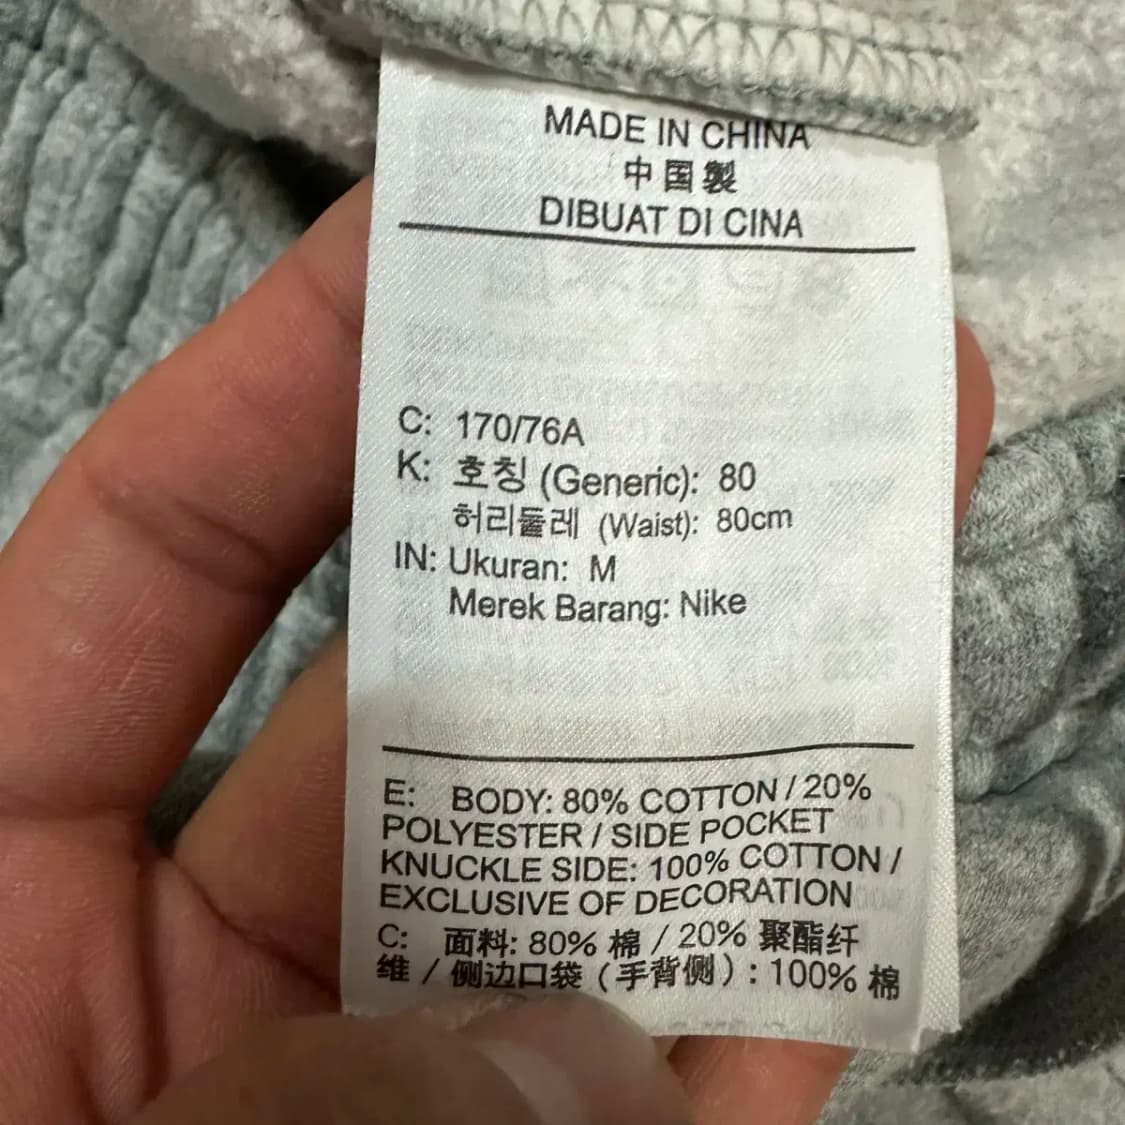 MADE IN CHINA
中国製
DIBUAT DI CINA
C: 170/76A
K: 호칭 (Generic): 80
허리둘레 (Waist): 80cm
IN: Ukuran: M
Merek Barang: Nike
E: BODY: 80% COTTON / 20%
POLYESTER / SIDE POCKET
KNUCKLE SIDE: 100% COTTON /
EXCLUSIVE OF DECORATION
C: 面料: 80% 棉 / 20% 聚酯纤
维 / 侧边口袋 (手背侧) : 100% 棉